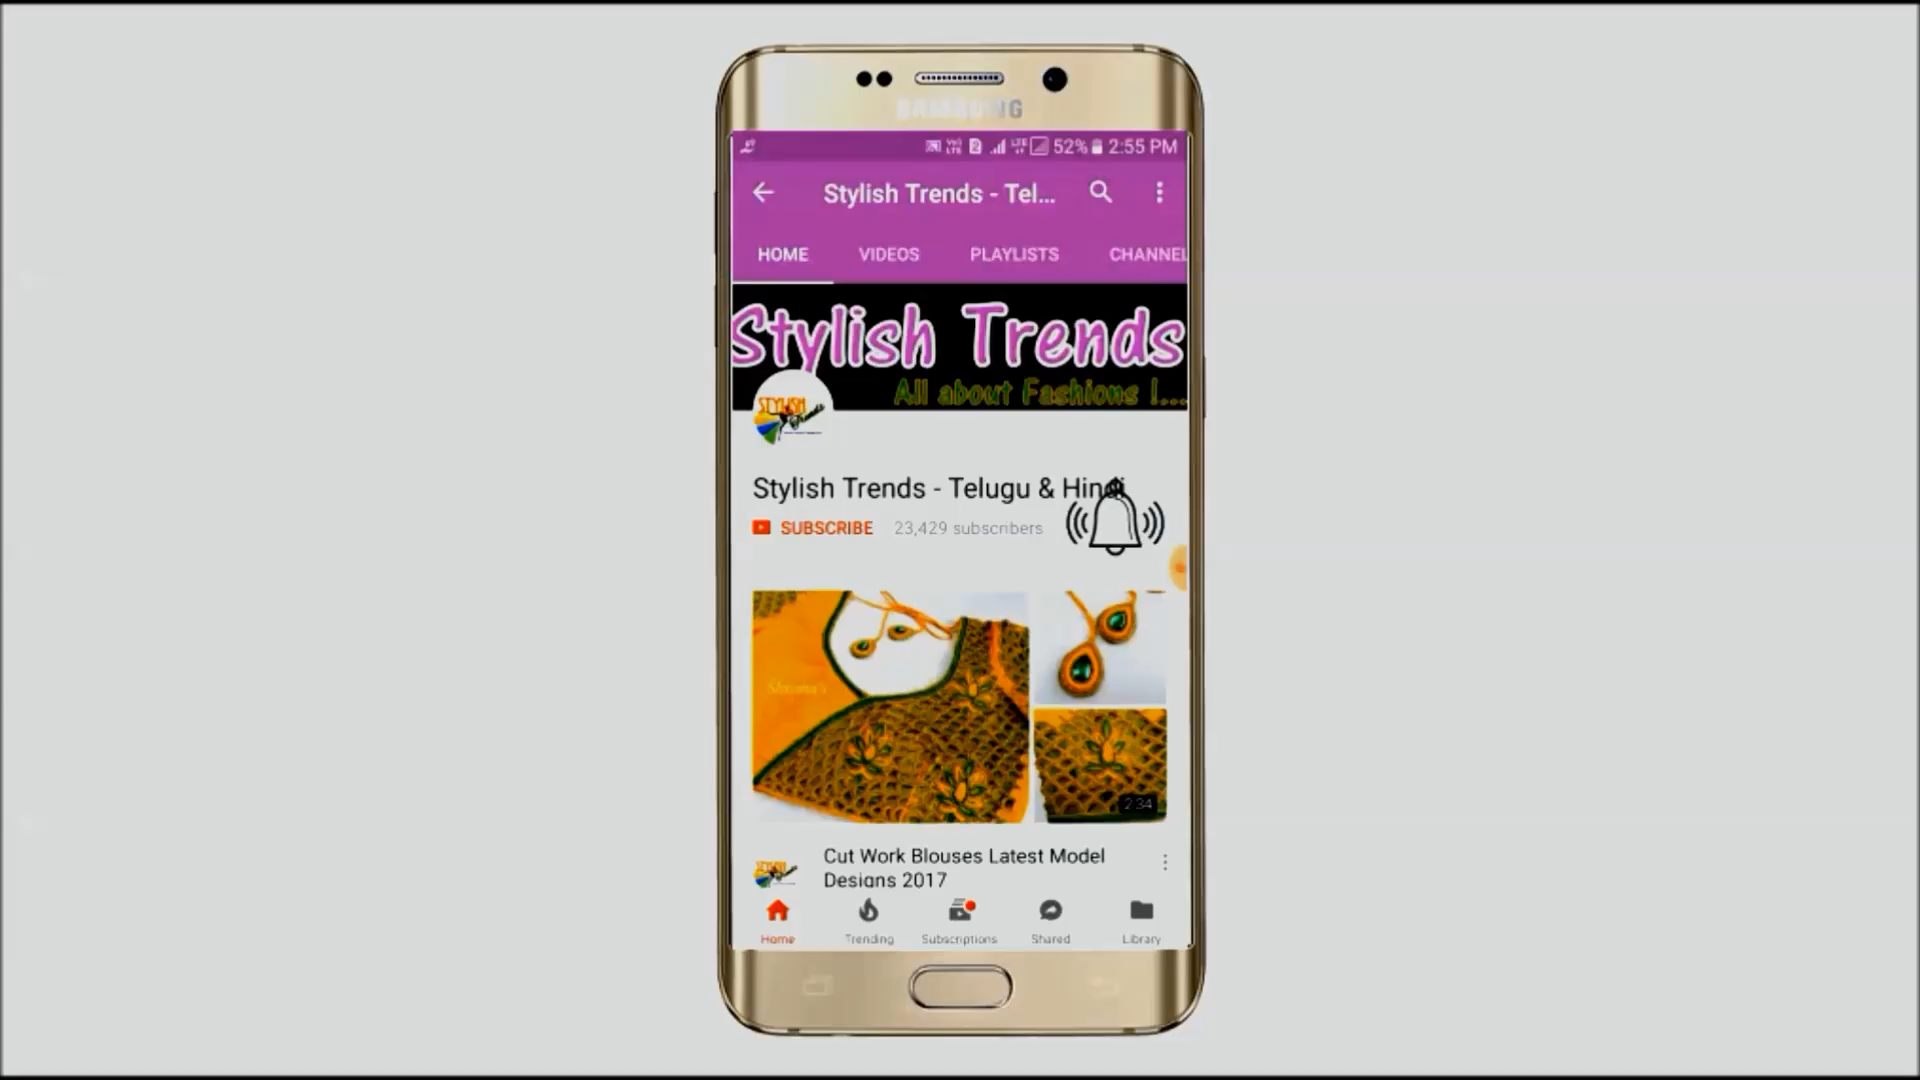 SAMSUNG
52% 2:55 PM
Stylish Trends - Tel...
HOME VIDEOS PLAYLISTS CHANNEL
Stylish Trends
All about Fashions !...
STYLISH
Trends
Stylish Trends - Telugu & Hindi
SUBSCRIBE 23,429 subscribers
2:34
Cut Work Blouses Latest Model
Designs 2017
Home Trending Subscriptions Shared Library